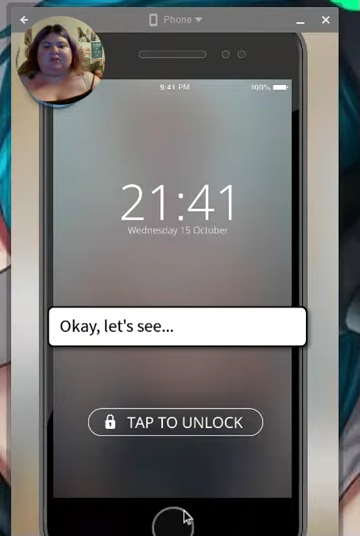 Phone
9:41 PM
100%
21:41
Wednesday 15 October
Okay, let's see...
TAP TO UNLOCK